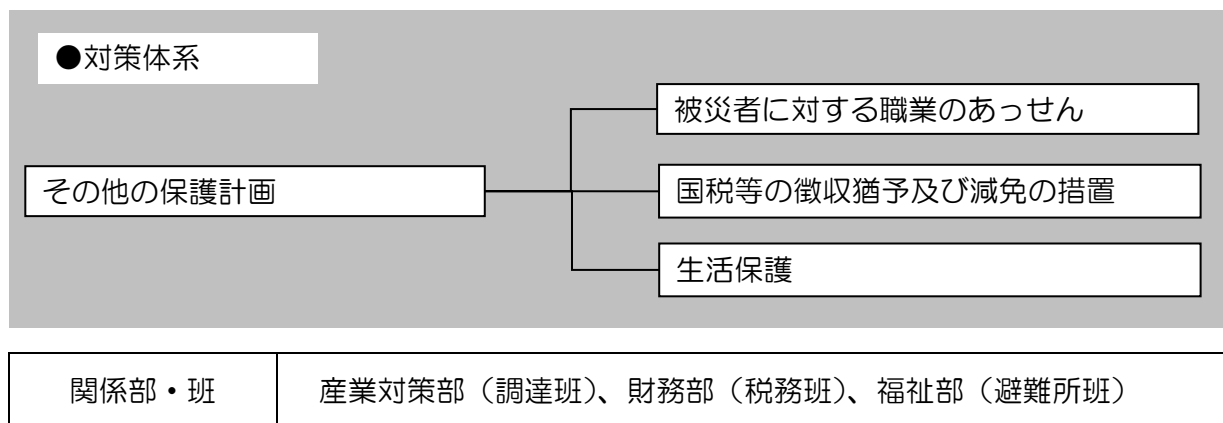 ●対策体系
被災者に対する職業のあっせん
その他の保護計画
国税等の徴収猶予及び減免の措置
生活保護
関係部・班
産業対策部（調達班）、財務部（税務班）、福祉部（避難所班）